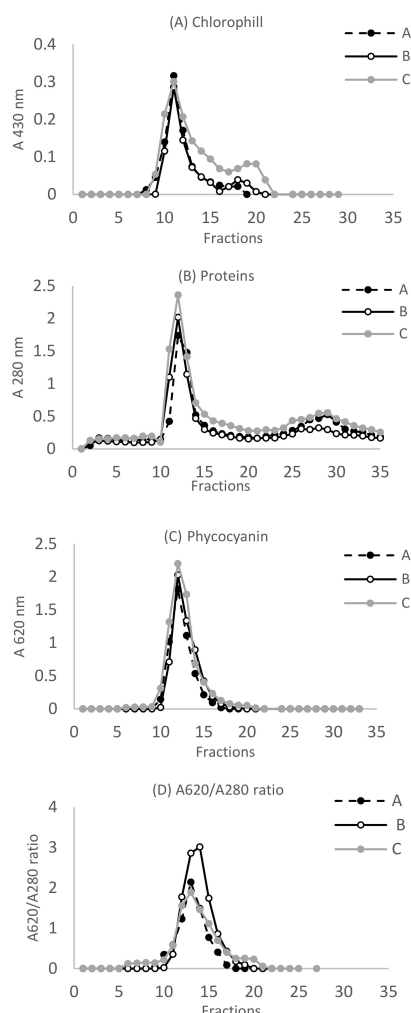 (A) Chlorophill
A
B
C
0.4
0.3
0.2
0.1
0
A 430 nm
0 5 10 15 20 25 30 35
Fractions
(B) Proteins
A
B
C
2.5
2
1.5
1
0.5
0
A 280 nm
0 5 10 15 20 25 30 35
Fractions
(C) Phycocyanin
A
B
C
2.5
2
1.5
1
0.5
0
A 620 nm
0 5 10 15 20 25 30 35
Fractions
(D) A620/A280 ratio
A
B
C
4
3
2
1
0
A620/A280 ratio
0 5 10 15 20 25 30 35
Fractions